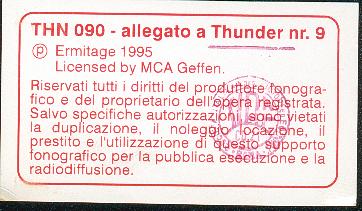 THN 090 - allegato a Thunder nr. 9
℗ Ermitage 1995
Licensed by MCA Geffen.
Riservati tutti i diritti del produttore fonogra-
fico e del proprietario dell'opera registrata.
Salvo specifiche autorizzazioni sono vietati
la duplicazione, il noleggio locazione, il
prestito e l'utilizzazione di questo supporto
fonografico per la pubblica esecuzione e la
radiodiffusione.